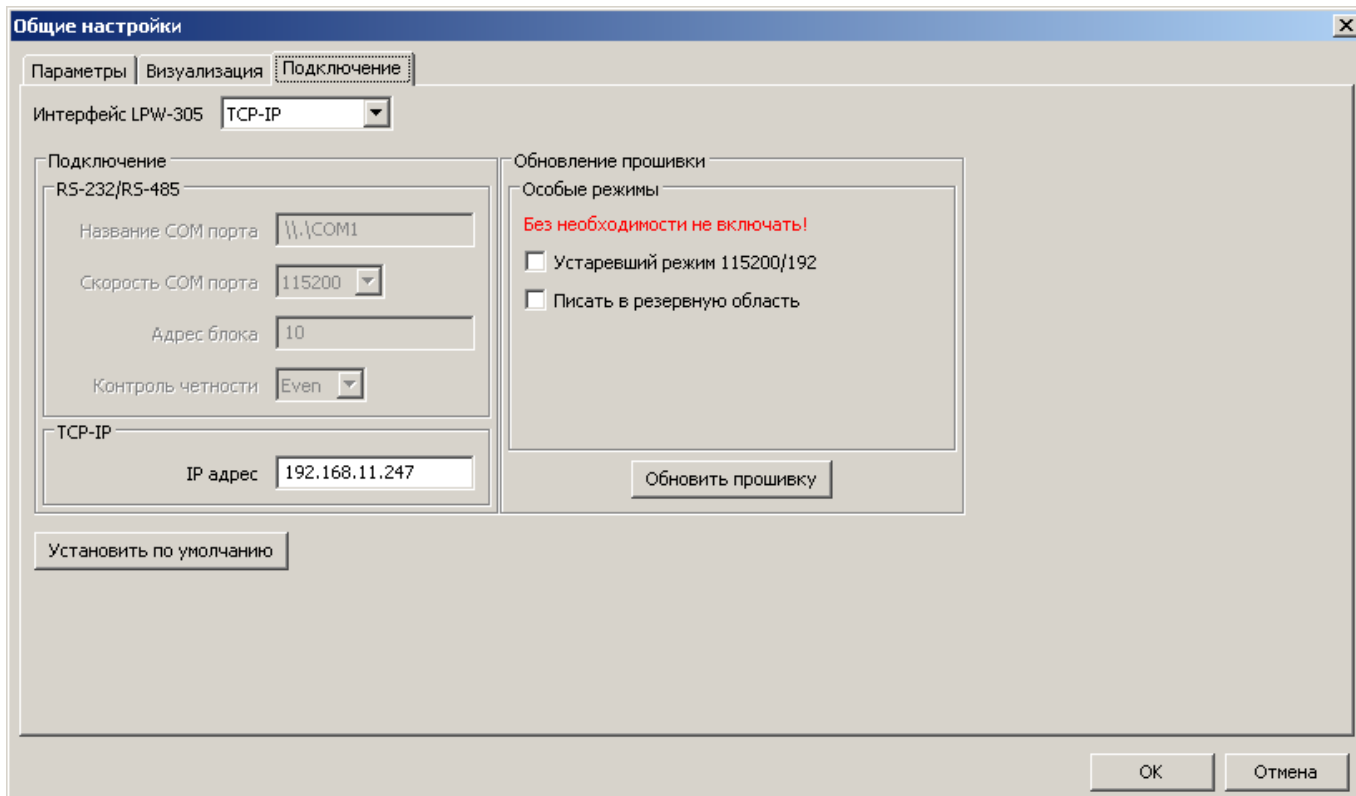 Общие настройки
Параметры Визуализация Подключение
Интерфейс LPW-305 TCP-IP
Подключение
RS-232/RS-485
Название COM порта \\.\COM1
Скорость COM порта 115200
Адрес блока 10
Контроль четности Even
TCP-IP
IP адрес 192.168.11.247
Обновление прошивки
Особые режимы
Без необходимости не включать!
Устаревший режим 115200/192
Писать в резервную область
Обновить прошивку
Установить по умолчанию
OK Отмена